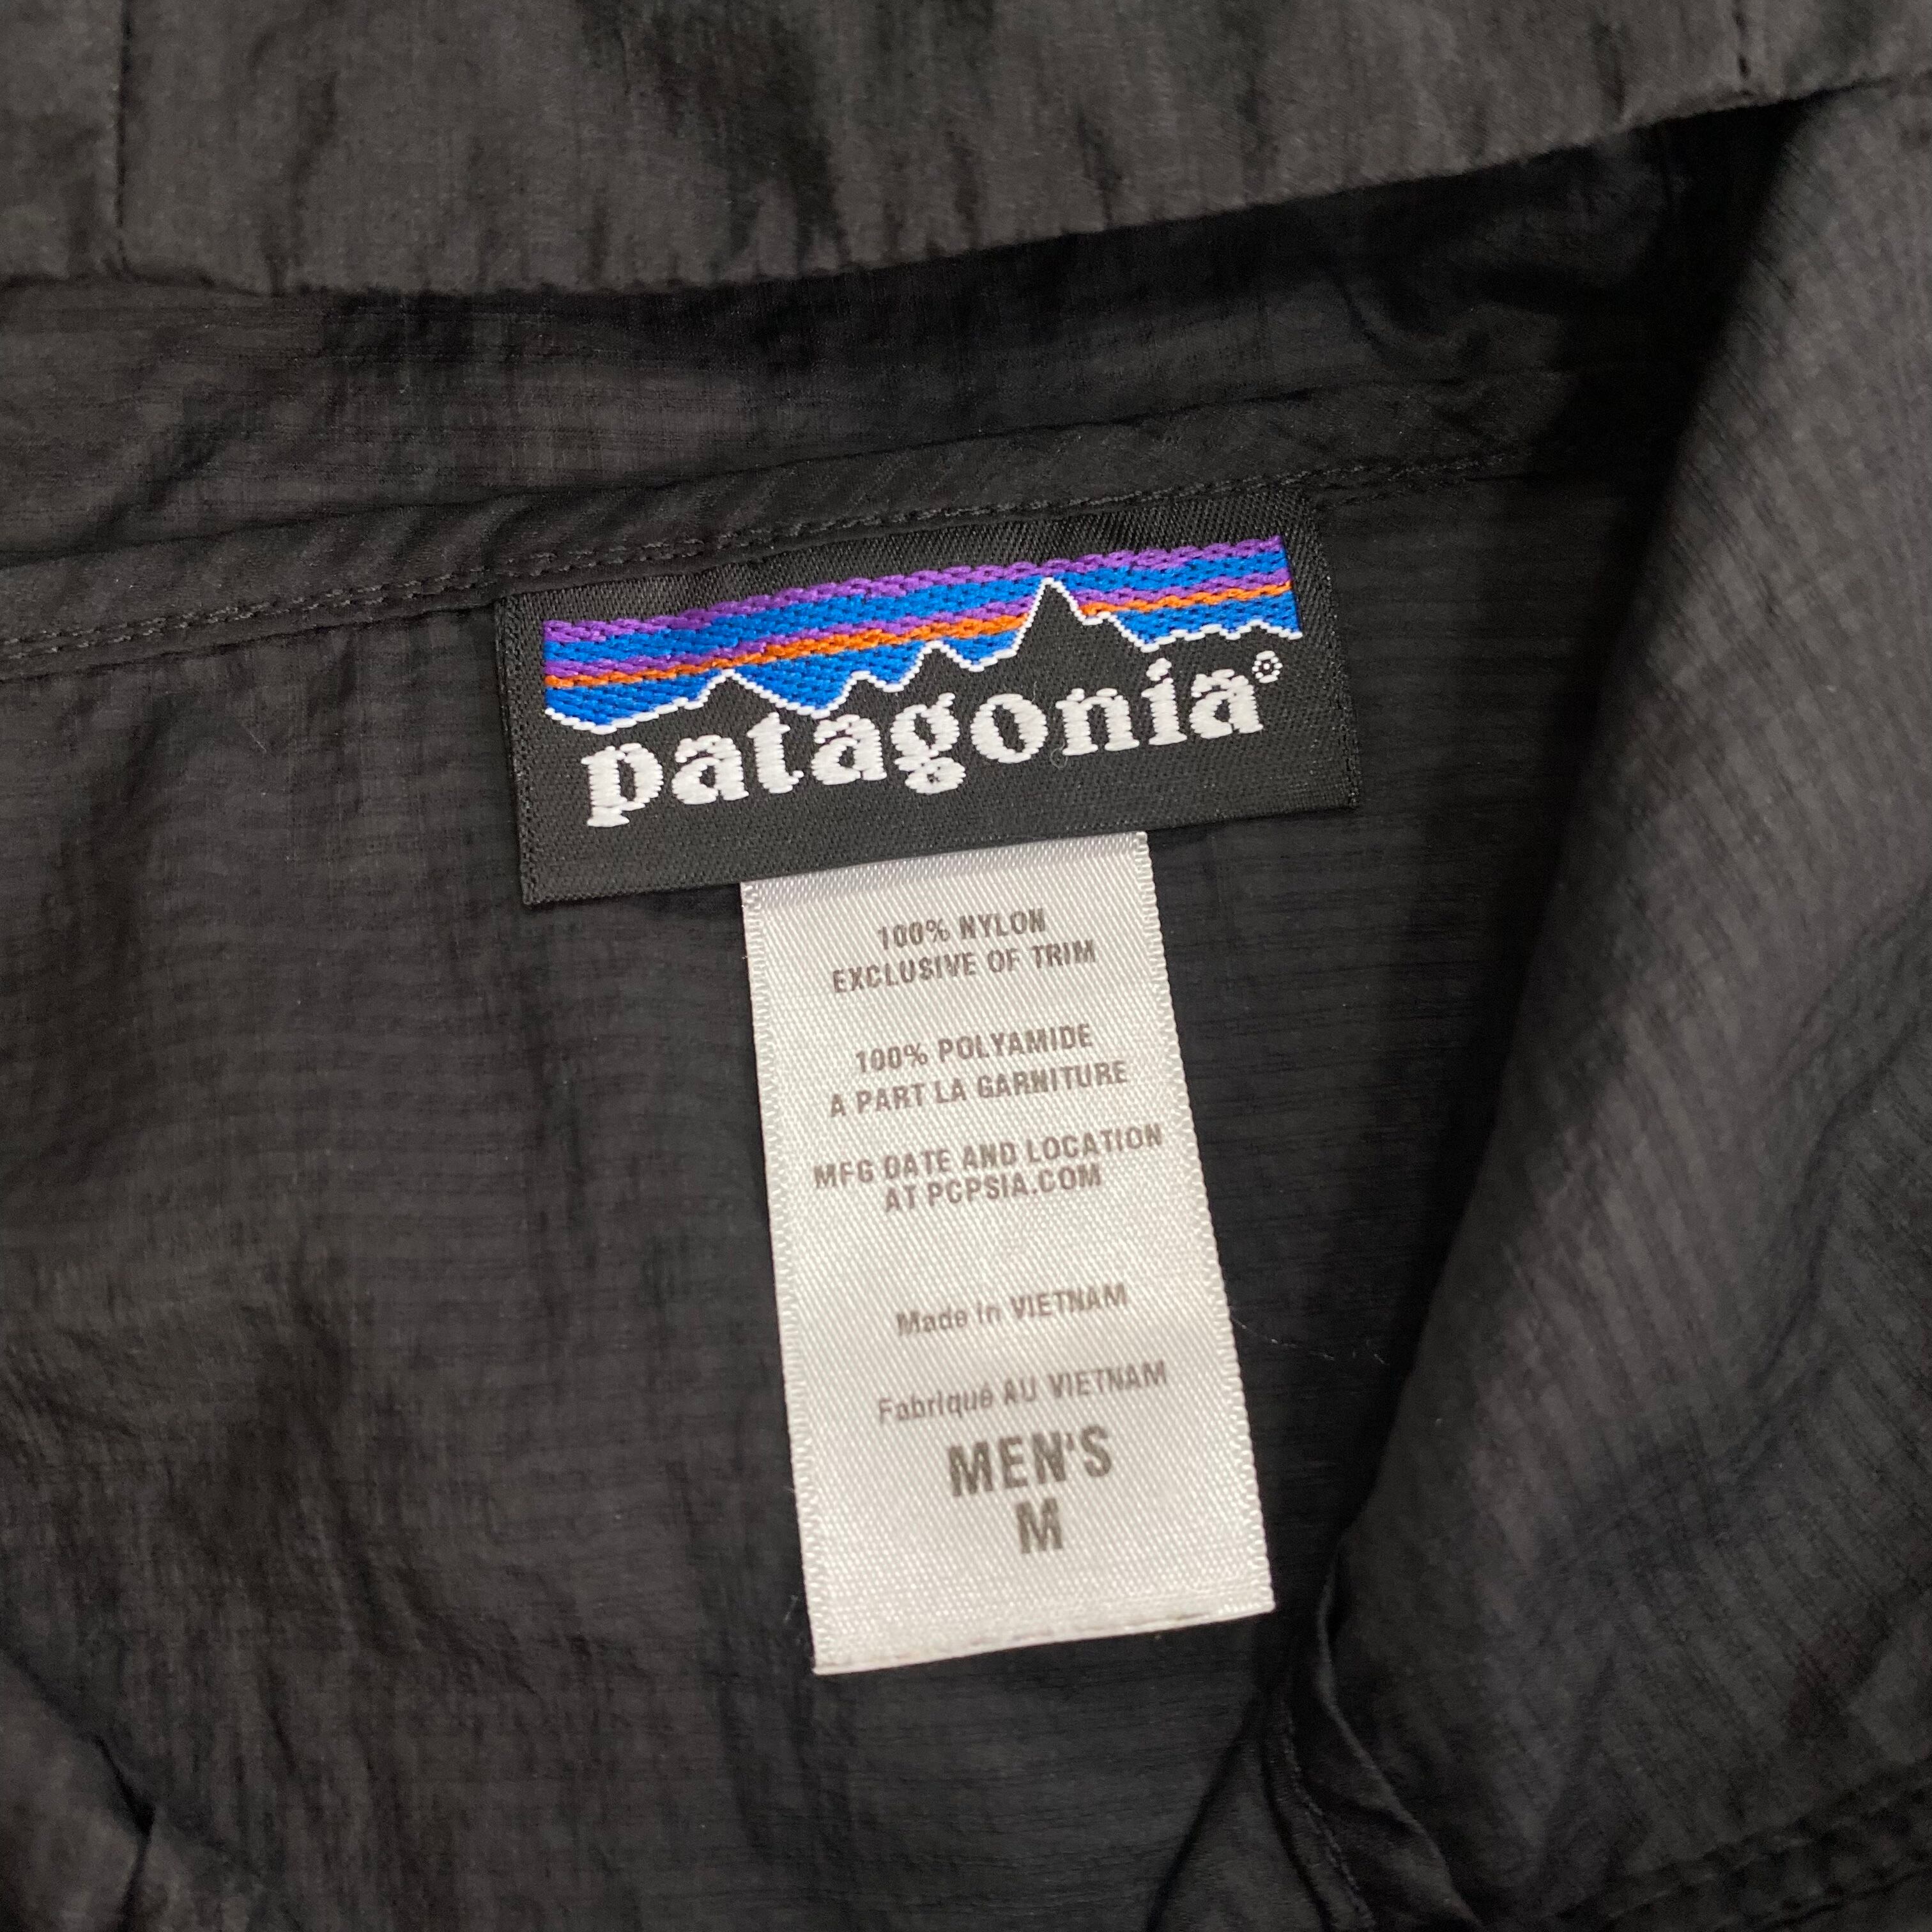 patagonia®
100% NYLON
EXCLUSIVE OF TRIM
100% POLYAMIDE
A PART LA GARNITURE
MFG DATE AND LOCATION
AT PCPSIA.COM
Made in VIETNAM
Fabriqué AU VIETNAM
MEN'S
M